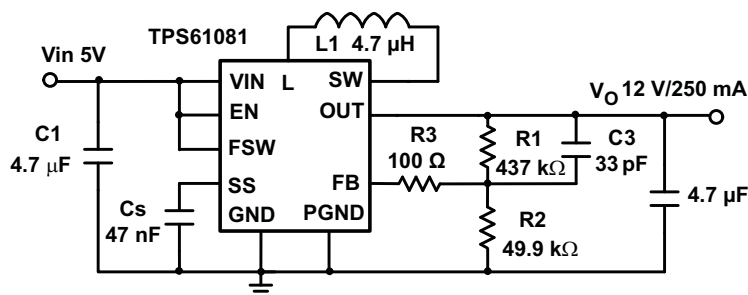 TPS61081
L1 4.7 µH
Vin 5V
VIN
L
SW
EN
OUT
VO 12 V/250 mA
C1
4.7 μF
FSW
R3
100 Ω
R1
437 kΩ
C3
33 pF
SS
FB
4.7 µF
Cs
47 nF
GND
PGND
R2
49.9 kΩ